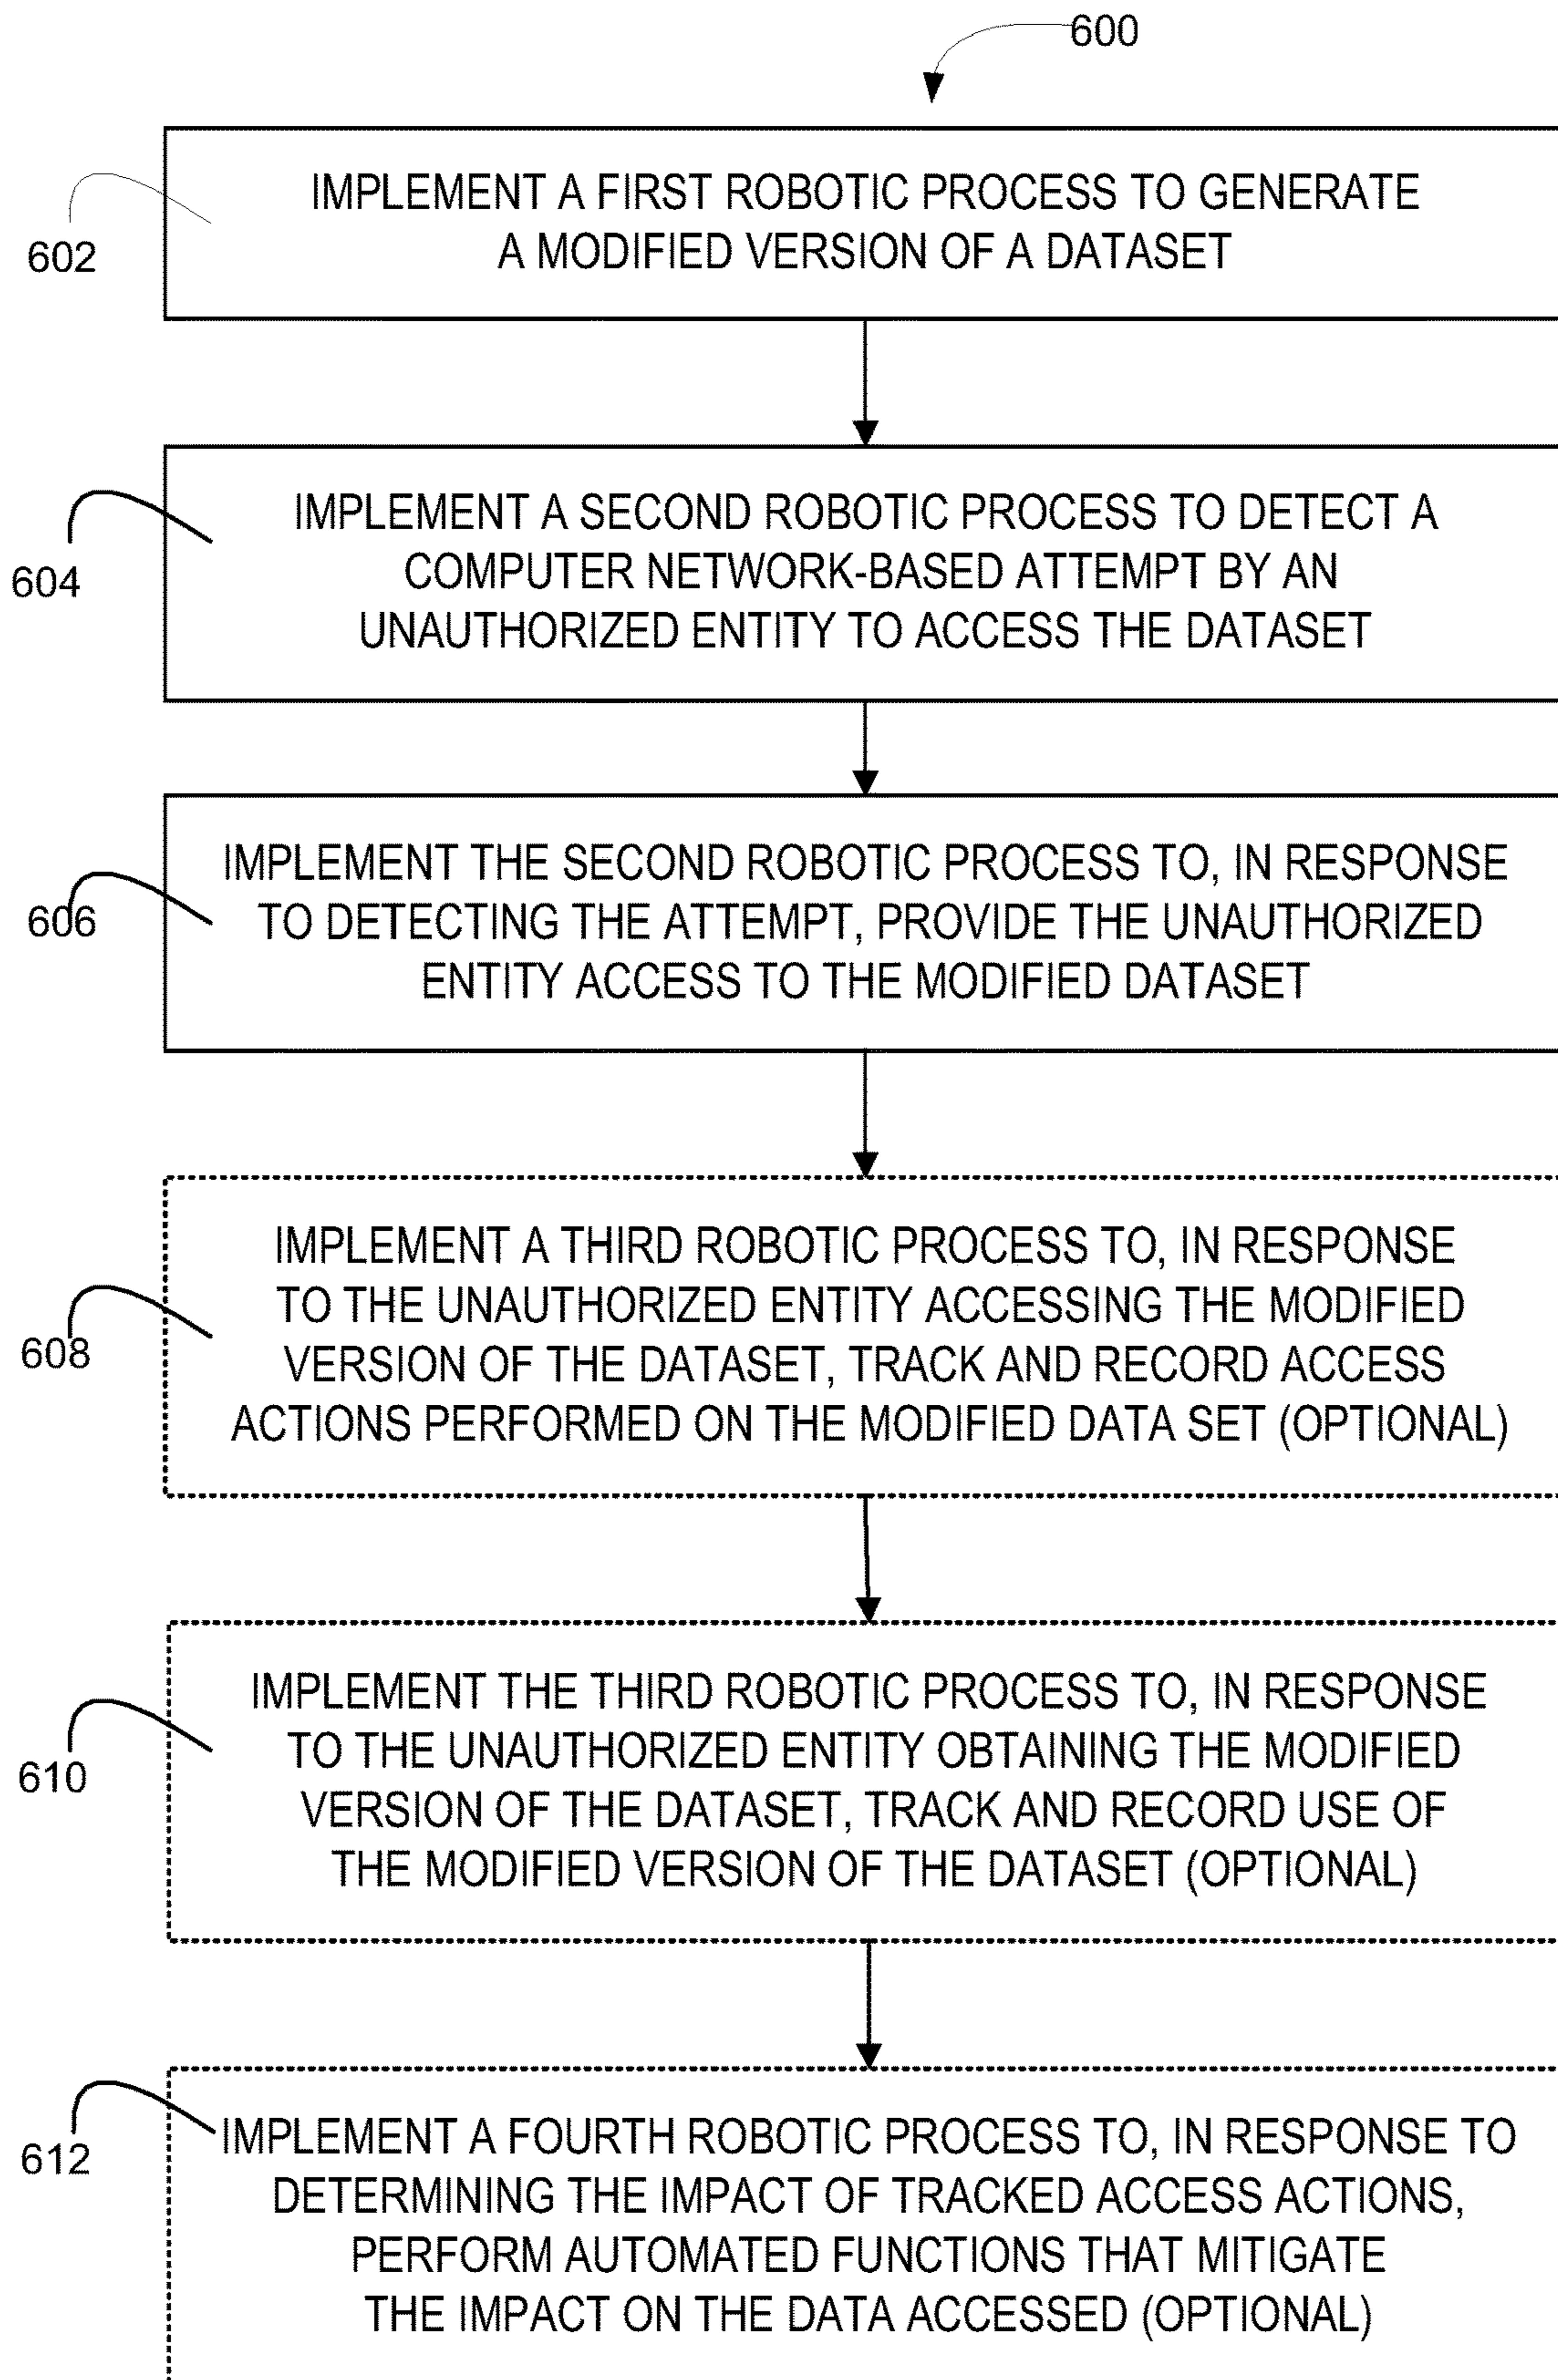 600
IMPLEMENT A FIRST ROBOTIC PROCESS TO GENERATE
A MODIFIED VERSION OF A DATASET
602
IMPLEMENT A SECOND ROBOTIC PROCESS TO DETECT A
COMPUTER NETWORK-BASED ATTEMPT BY AN
UNAUTHORIZED ENTITY TO ACCESS THE DATASET
604
IMPLEMENT THE SECOND ROBOTIC PROCESS TO, IN RESPONSE
TO DETECTING THE ATTEMPT, PROVIDE THE UNAUTHORIZED
ENTITY ACCESS TO THE MODIFIED DATASET
606
IMPLEMENT A THIRD ROBOTIC PROCESS TO, IN RESPONSE
TO THE UNAUTHORIZED ENTITY ACCESSING THE MODIFIED
VERSION OF THE DATASET, TRACK AND RECORD ACCESS
ACTIONS PERFORMED ON THE MODIFIED DATA SET (OPTIONAL)
608
IMPLEMENT THE THIRD ROBOTIC PROCESS TO, IN RESPONSE
TO THE UNAUTHORIZED ENTITY OBTAINING THE MODIFIED
VERSION OF THE DATASET, TRACK AND RECORD USE OF
THE MODIFIED VERSION OF THE DATASET (OPTIONAL)
610
IMPLEMENT A FOURTH ROBOTIC PROCESS TO, IN RESPONSE TO
DETERMINING THE IMPACT OF TRACKED ACCESS ACTIONS,
PERFORM AUTOMATED FUNCTIONS THAT MITIGATE
THE IMPACT ON THE DATA ACCESSED (OPTIONAL)
612